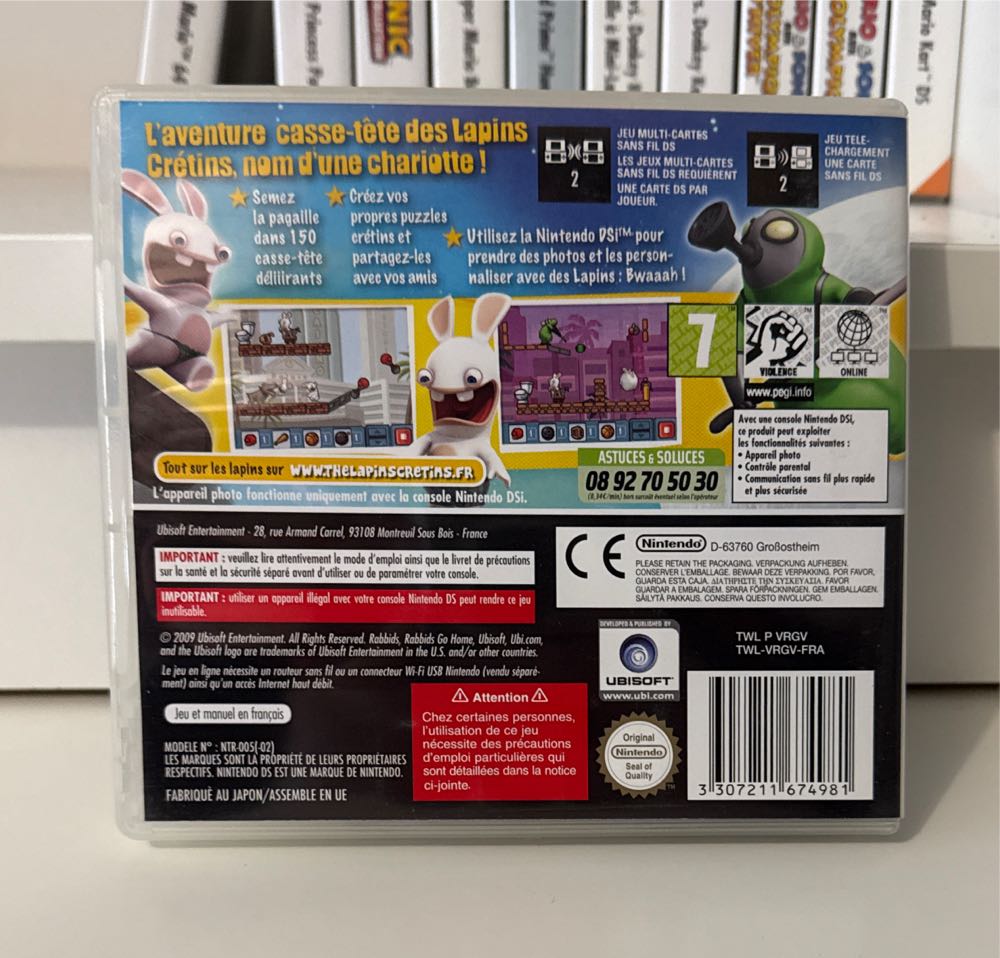 Mario™ 64
Princess
SONIC
Mario Kart™ DS
L'aventure casse-tête des Lapins
Crétins, nom d'une chariotte !
Semez
la pagaille
dans 150
casse-tête
déliiirants
Créez vos
propres puzzles
crétins et
partagez-les
avec vos amis
Utilisez la Nintendo DSi™ pour
prendre des photos et les person-
naliser avec des Lapins : Bwaaah !
2
JEU MULTI-CARTES
SANS FIL DS
LES JEUX MULTI-CARTES
SANS FIL DS REQUIÈRENT
UNE CARTE DS PAR
JOUEUR.
2
JEU TELE-
CHARGEMENT
UNE CARTE
SANS FIL DS
7
VIOLENCE
ONLINE
www.pegi.info
Avec une console Nintendo DSi,
ce produit peut exploiter
les fonctionnalités suivantes :
• Appareil photo
• Contrôle parental
• Communication sans fil plus rapide
et plus sécurisée
Tout sur les lapins sur WWW.THELAPINSCRETINS.FR
L'appareil photo fonctionne uniquement avec la console Nintendo DSi.
ASTUCES & SOLUCES
08 92 70 50 30
(0,34€/min) hors surcoût éventuel selon l'opérateur
Ubisoft Entertainment - 28, rue Armand Carrel, 93108 Montreuil Sous Bois - France
IMPORTANT : veuillez lire attentivement le mode d'emploi ainsi que le livret de précautions
sur la santé et la sécurité séparé avant d'utiliser ou de paramétrer votre console.
IMPORTANT : utiliser un appareil illégal avec votre console Nintendo DS peut rendre ce jeu
inutilisable.
© 2009 Ubisoft Entertainment. All Rights Reserved. Rabbids, Rabbids Go Home, Ubisoft, Ubi.com,
and the Ubisoft logo are trademarks of Ubisoft Entertainment in the U.S. and/or other countries.
Le jeu en ligne nécessite un routeur sans fil ou un connecteur Wi-Fi USB Nintendo (vendu séparé-
ment) ainsi qu'un accès Internet haut débit.
Jeu et manuel en français
MODELE N° : NTR-005(-02)
LES MARQUES SONT LA PROPRIÉTÉ DE LEURS PROPRIÉTAIRES
RESPECTIFS. NINTENDO DS EST UNE MARQUE DE NINTENDO.
FABRIQUÉ AU JAPON/ASSEMBLE EN UE
⚠ Attention ⚠
Chez certaines personnes,
l'utilisation de ce jeu
nécessite des précautions
d'emploi particulières qui
sont détaillées dans la notice
ci-jointe.
CE
Nintendo D-63760 Großostheim
PLEASE RETAIN THE PACKAGING. VERPACKUNG AUFHEBEN.
CONSERVER L'EMBALLAGE. BEWAAR DEZE VERPAKKING. POR FAVOR,
GUARDA ESTA CAJA. ΔΙΑΤΗΡΗΣΤΕ ΤΗΝ ΣΥΣΚΕΥΑΣΙΑ. FAVOR
GUARDAR A EMBALAGEM. SPARA FÖRPACKNINGEN. GEM EMBALLAGEN.
SÄILYTÄ PAKKAUS. CONSERVA QUESTO INVOLUCRO.
DEVELOPED & PUBLISHED BY
UBISOFT
www.ubi.com
TWL P VRGV
TWL-VRGV-FRA
Original
Nintendo
Seal of
Quality
3 307211 674981